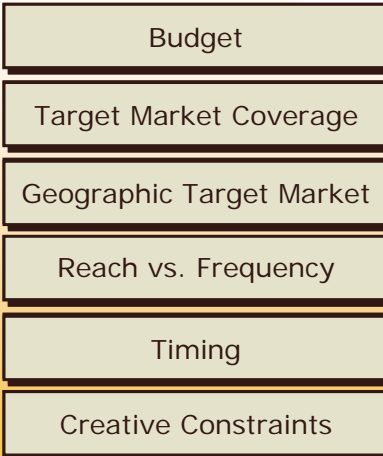 Budget
Target Market Coverage
Geographic Target Market
Reach vs. Frequency
Timing
Creative Constraints